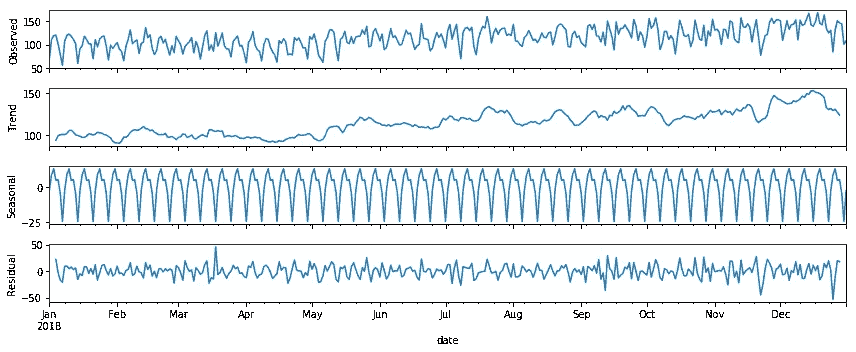 Observed
150
100
50
Trend
150
100
Seasonal
0
−25
Residual
50
0
−50
Jan Feb Mar Apr May Jun Jul Aug Sep Oct Nov Dec
2018
date